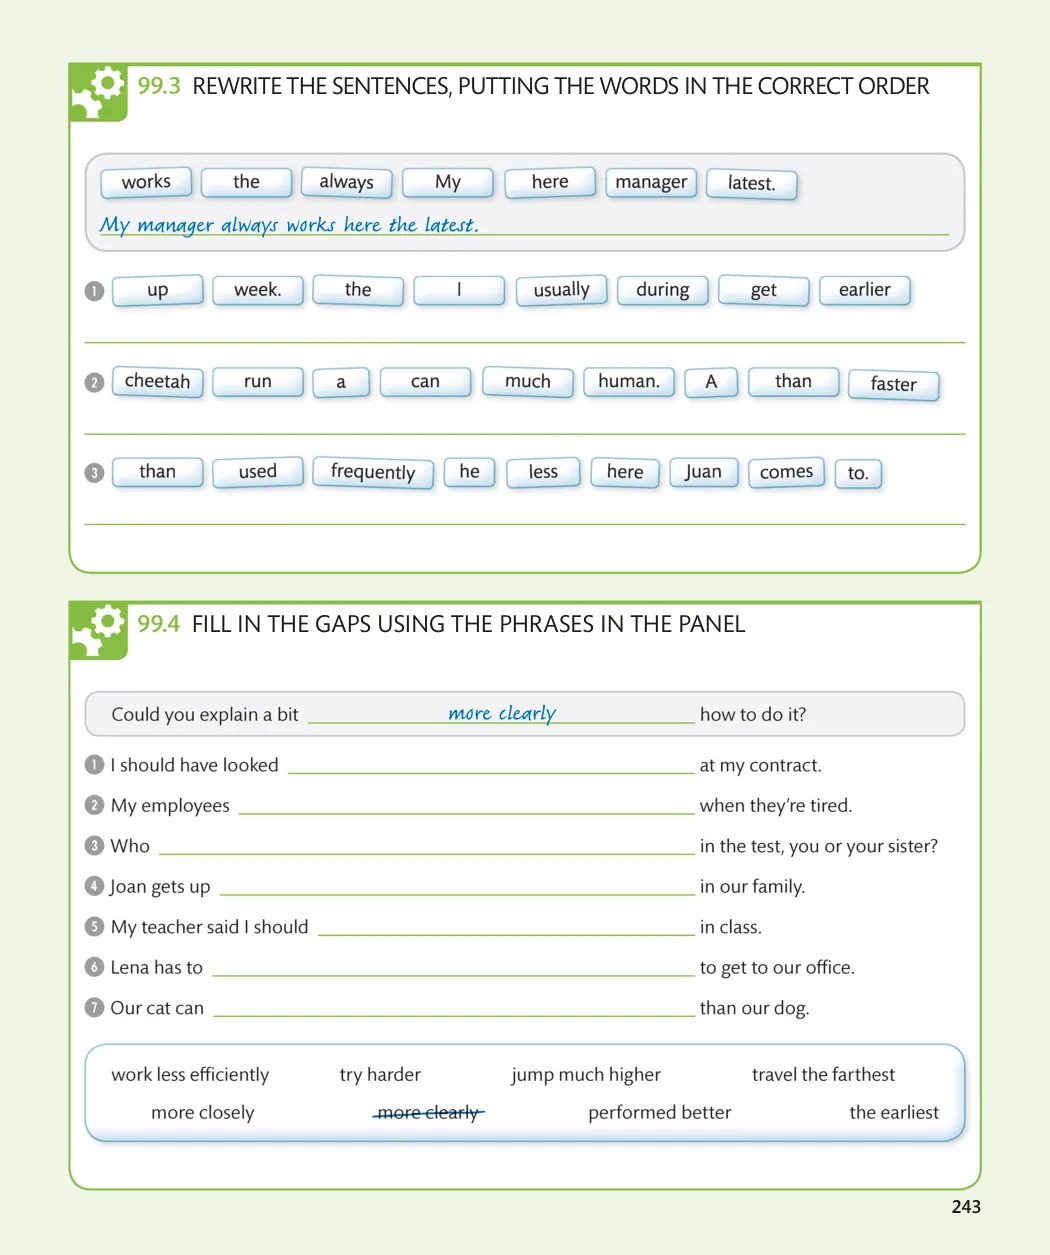 99.3 REWRITE THE SENTENCES, PUTTING THE WORDS IN THE CORRECT ORDER
works the always My here manager latest.
My manager always works here the latest.
1 up week. the I usually during get earlier
2 cheetah run a can much human. A than faster
3 than used frequently he less here Juan comes to.
99.4 FILL IN THE GAPS USING THE PHRASES IN THE PANEL
Could you explain a bit more clearly how to do it?
1 I should have looked at my contract.
2 My employees when they're tired.
3 Who in the test, you or your sister?
4 Joan gets up in our family.
5 My teacher said I should in class.
6 Lena has to to get to our office.
7 Our cat can than our dog.
work less efficiently try harder jump much higher travel the farthest
more closely more clearly performed better the earliest
243